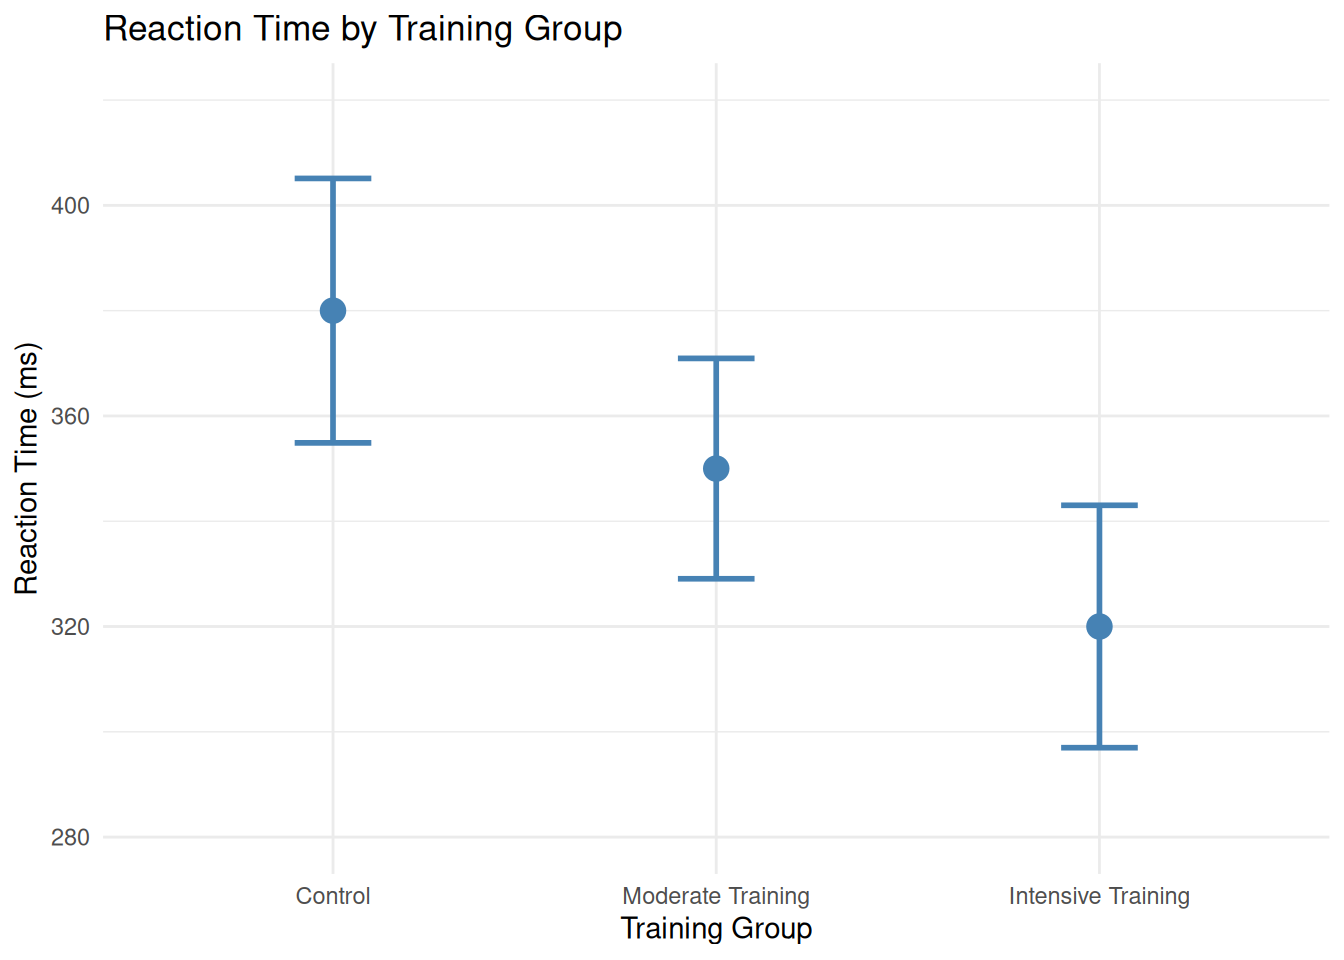 Reaction Time by Training Group
Reaction Time (ms)
400
360
320
280
Control
Moderate Training
Intensive Training
Training Group